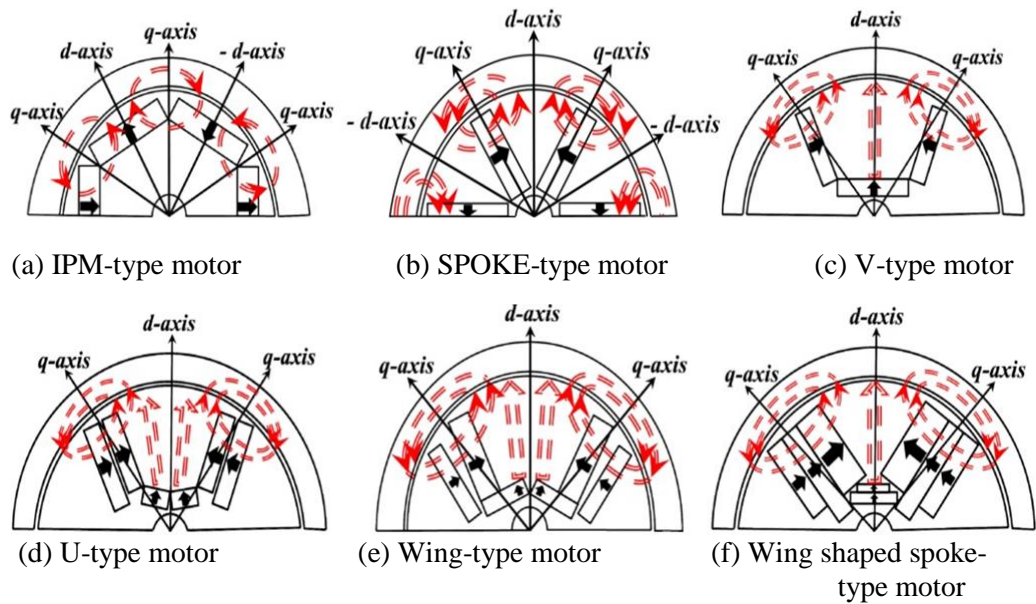 q-axis
d-axis
- d-axis
q-axis
q-axis
(a) IPM-type motor
d-axis
q-axis
q-axis
- d-axis
- d-axis
(b) SPOKE-type motor
d-axis
q-axis
q-axis
(c) V-type motor
d-axis
q-axis
q-axis
(d) U-type motor
d-axis
q-axis
q-axis
(e) Wing-type motor
d-axis
q-axis
q-axis
(f) Wing shaped spoke-
type motor